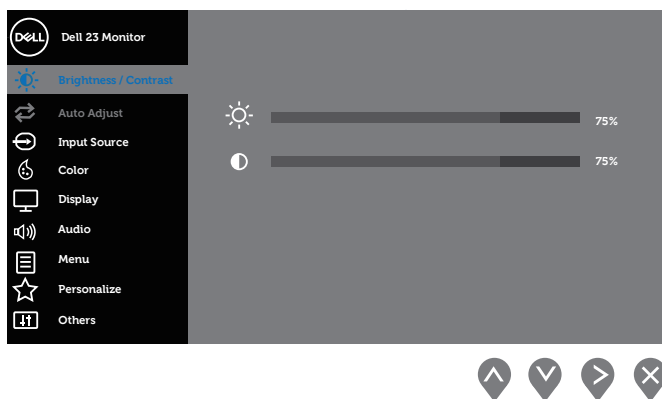 DELL
Dell 23 Monitor
Brightness / Contrast
Auto Adjust
75%
Input Source
75%
Color
Display
Audio
Menu
Personalize
Others